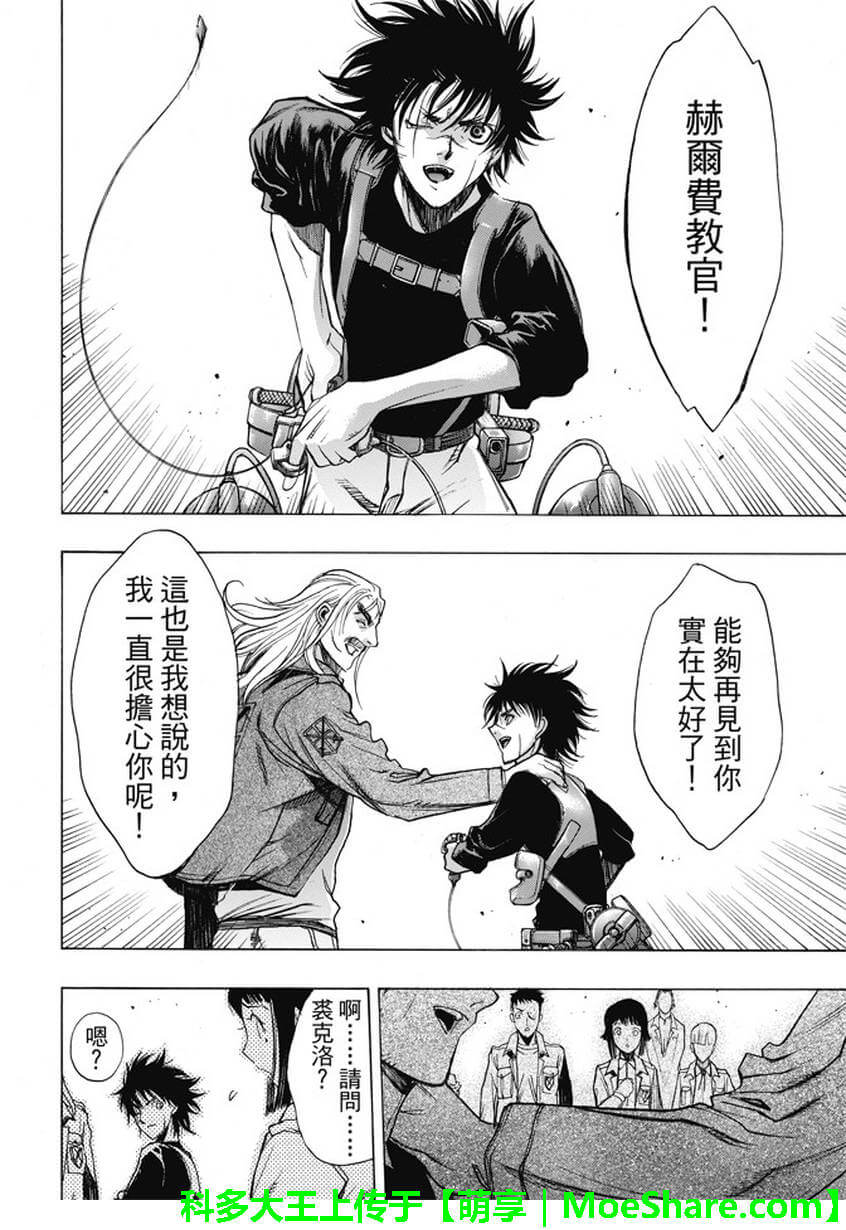 赫爾費教官！
能夠再見到你
實在太好了！
這也是我想說的，
我一直很擔心你呢！
啊……請問……
裘克洛？
嗯？
科多大王上传于【萌享｜MoeShare.com】